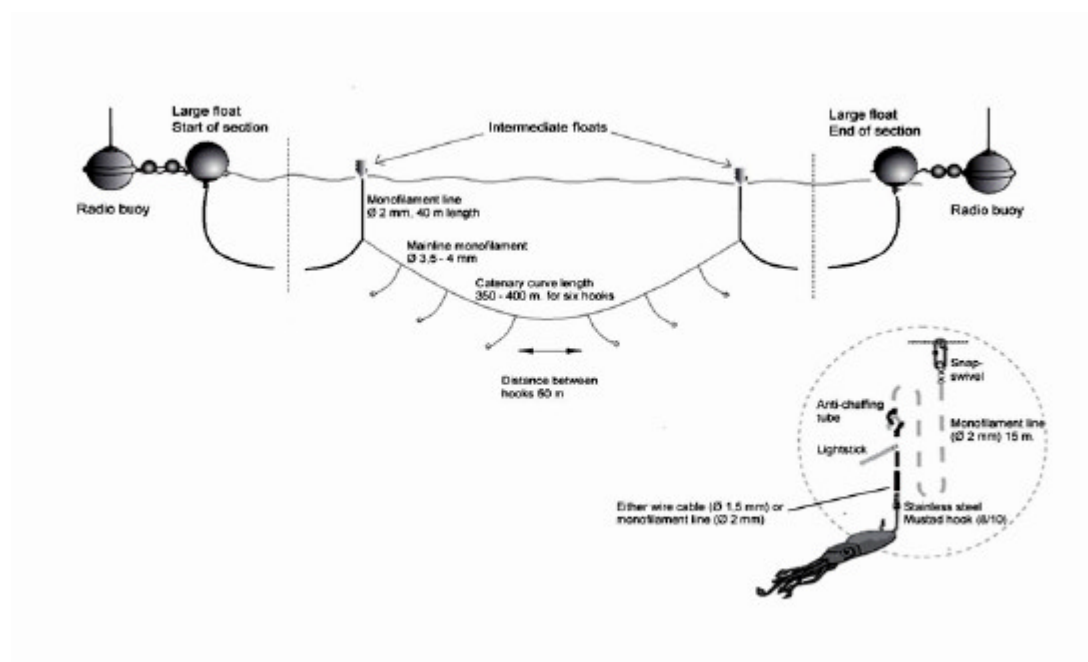 Large float
Start of section
Large float
End of section
Intermediate floats
Radio buoy
Radio buoy
Monofilament line
Ø 2 mm, 40 m length
Mainline monofilament
Ø 3,5 - 4 mm
Catenary curve length
350 - 400 m. for six hooks
Distance between
hooks 50 m
Snap-
swivel
Anti-chaffing
tube
Monofilament line
(Ø 2 mm) 15 m.
Lightstick
Either wire cable (Ø 1,5 mm) or
monofilament line (Ø 2 mm)
Stainless steel
Mustad hook (8/10)